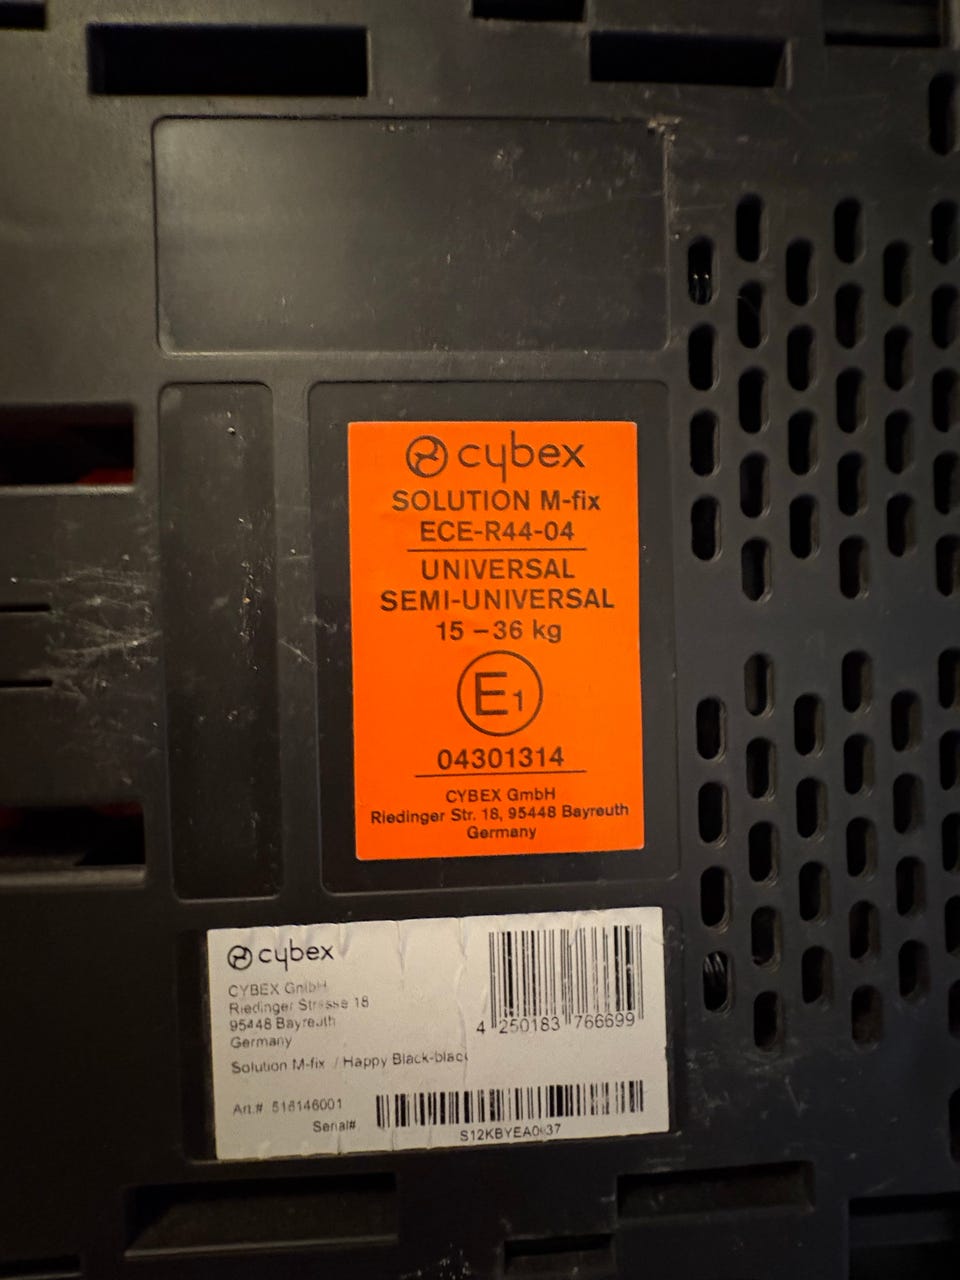 cybex
SOLUTION M-fix
ECE-R44-04
UNIVERSAL
SEMI-UNIVERSAL
15 – 36 kg
E1
04301314
CYBEX GmbH
Riedinger Str. 18, 95448 Bayreuth
Germany
cybex
CYBEX GmbH
Riedinger Strasse 18
95448 Bayreuth
Germany
Solution M-fix / Happy Black-black
4 250183 766699
Art.# 516146001
Serial#